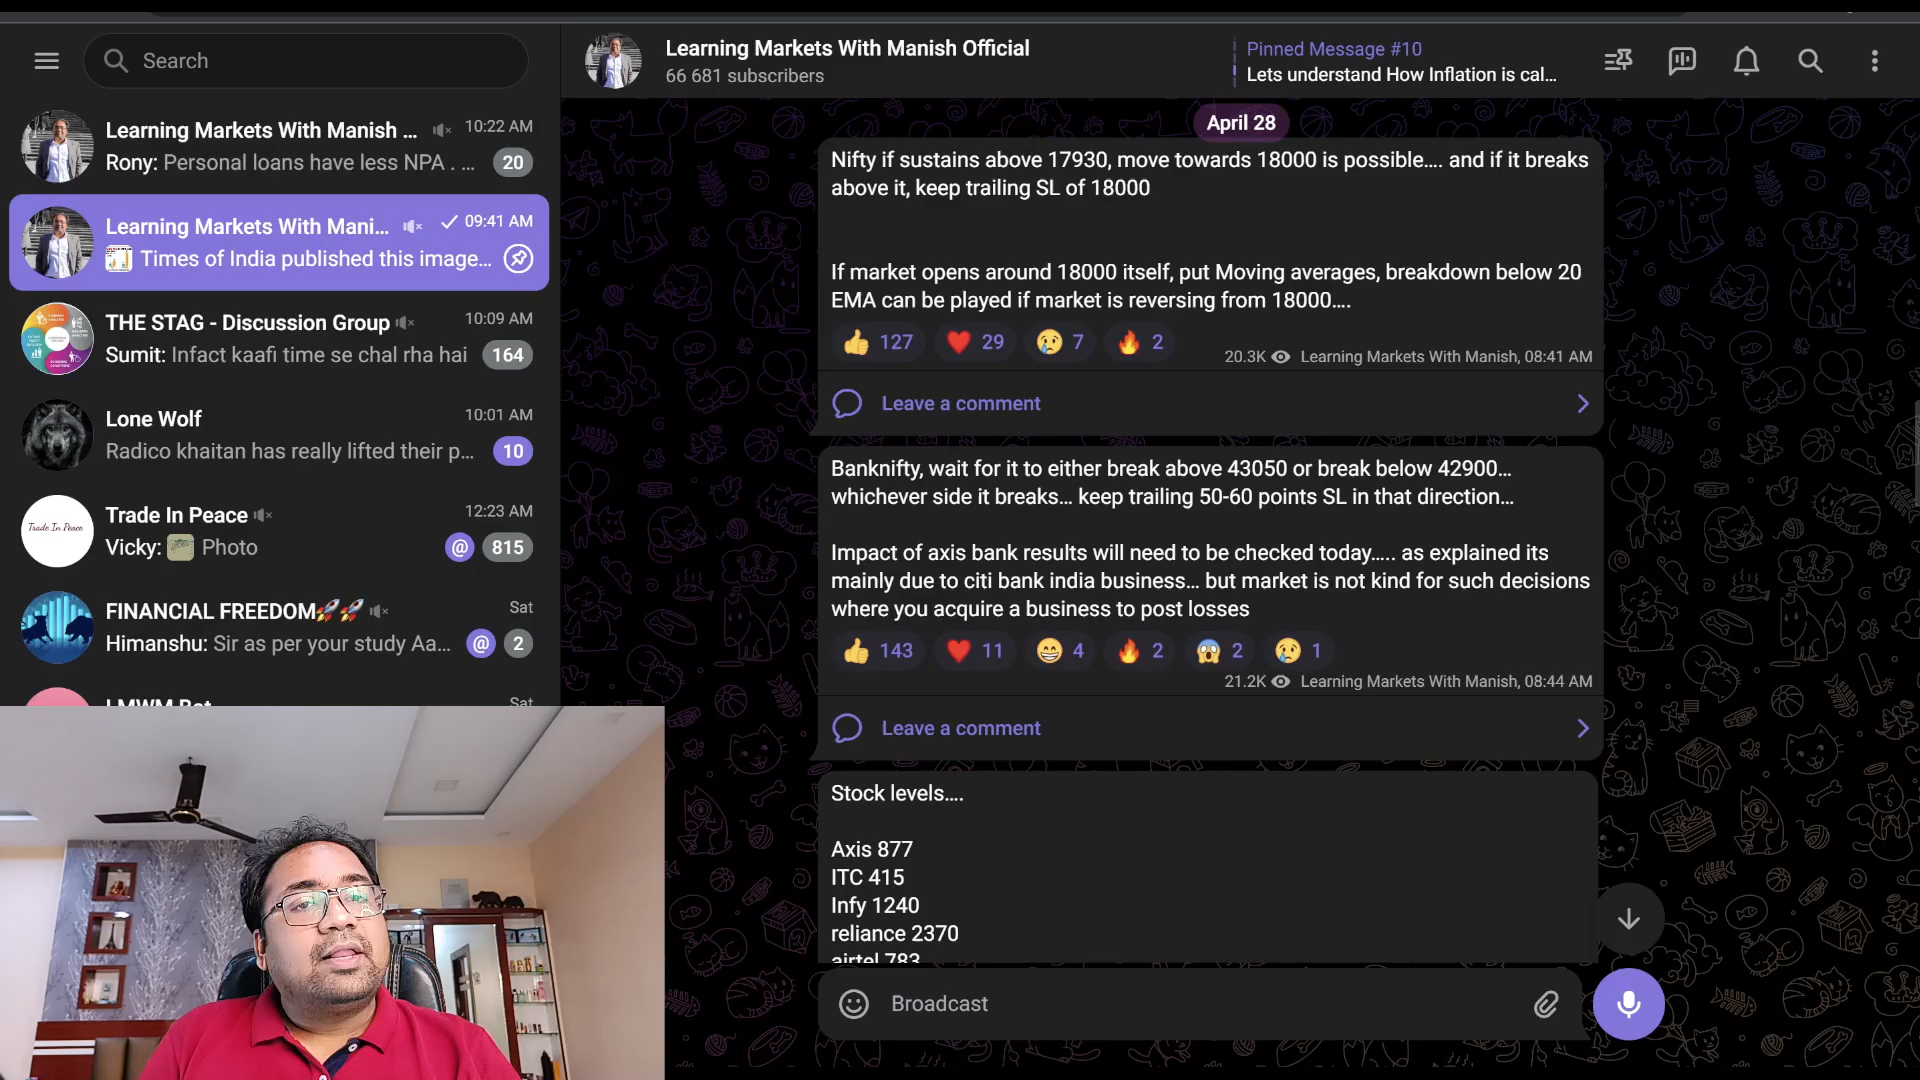 Search
Learning Markets With Manish ...
10:22 AM
Rony: Personal loans have less NPA . ...
20
Learning Markets With Mani...
09:41 AM
Times of India published this image...
THE STAG - Discussion Group
10:09 AM
Sumit: Infact kaafi time se chal rha hai
164
Lone Wolf
10:01 AM
Radico khaitan has really lifted their p...
10
Trade In Peace
Trade In Peace
12:23 AM
Vicky: Photo
@ 815
FINANCIAL FREEDOM🚀🚀
Sat
Himanshu: Sir as per your study Aa...
@ 2
LMWM Bot
Sat
Learning Markets With Manish Official
66 681 subscribers
Pinned Message #10
Lets understand How Inflation is cal...
April 28
Nifty if sustains above 17930, move towards 18000 is possible.... and if it breaks
above it, keep trailing SL of 18000
If market opens around 18000 itself, put Moving averages, breakdown below 20
EMA can be played if market is reversing from 18000....
👍 127 ❤️ 29 😢 7 🔥 2
20.3K Learning Markets With Manish, 08:41 AM
Leave a comment
Banknifty, wait for it to either break above 43050 or break below 42900...
whichever side it breaks... keep trailing 50-60 points SL in that direction...
Impact of axis bank results will need to be checked today..... as explained its
mainly due to citi bank india business... but market is not kind for such decisions
where you acquire a business to post losses
👍 143 ❤️ 11 😁 4 🔥 2 😱 2 😢 1
21.2K Learning Markets With Manish, 08:44 AM
Leave a comment
Stock levels....
Axis 877
ITC 415
Infy 1240
reliance 2370
airtel 783
Broadcast